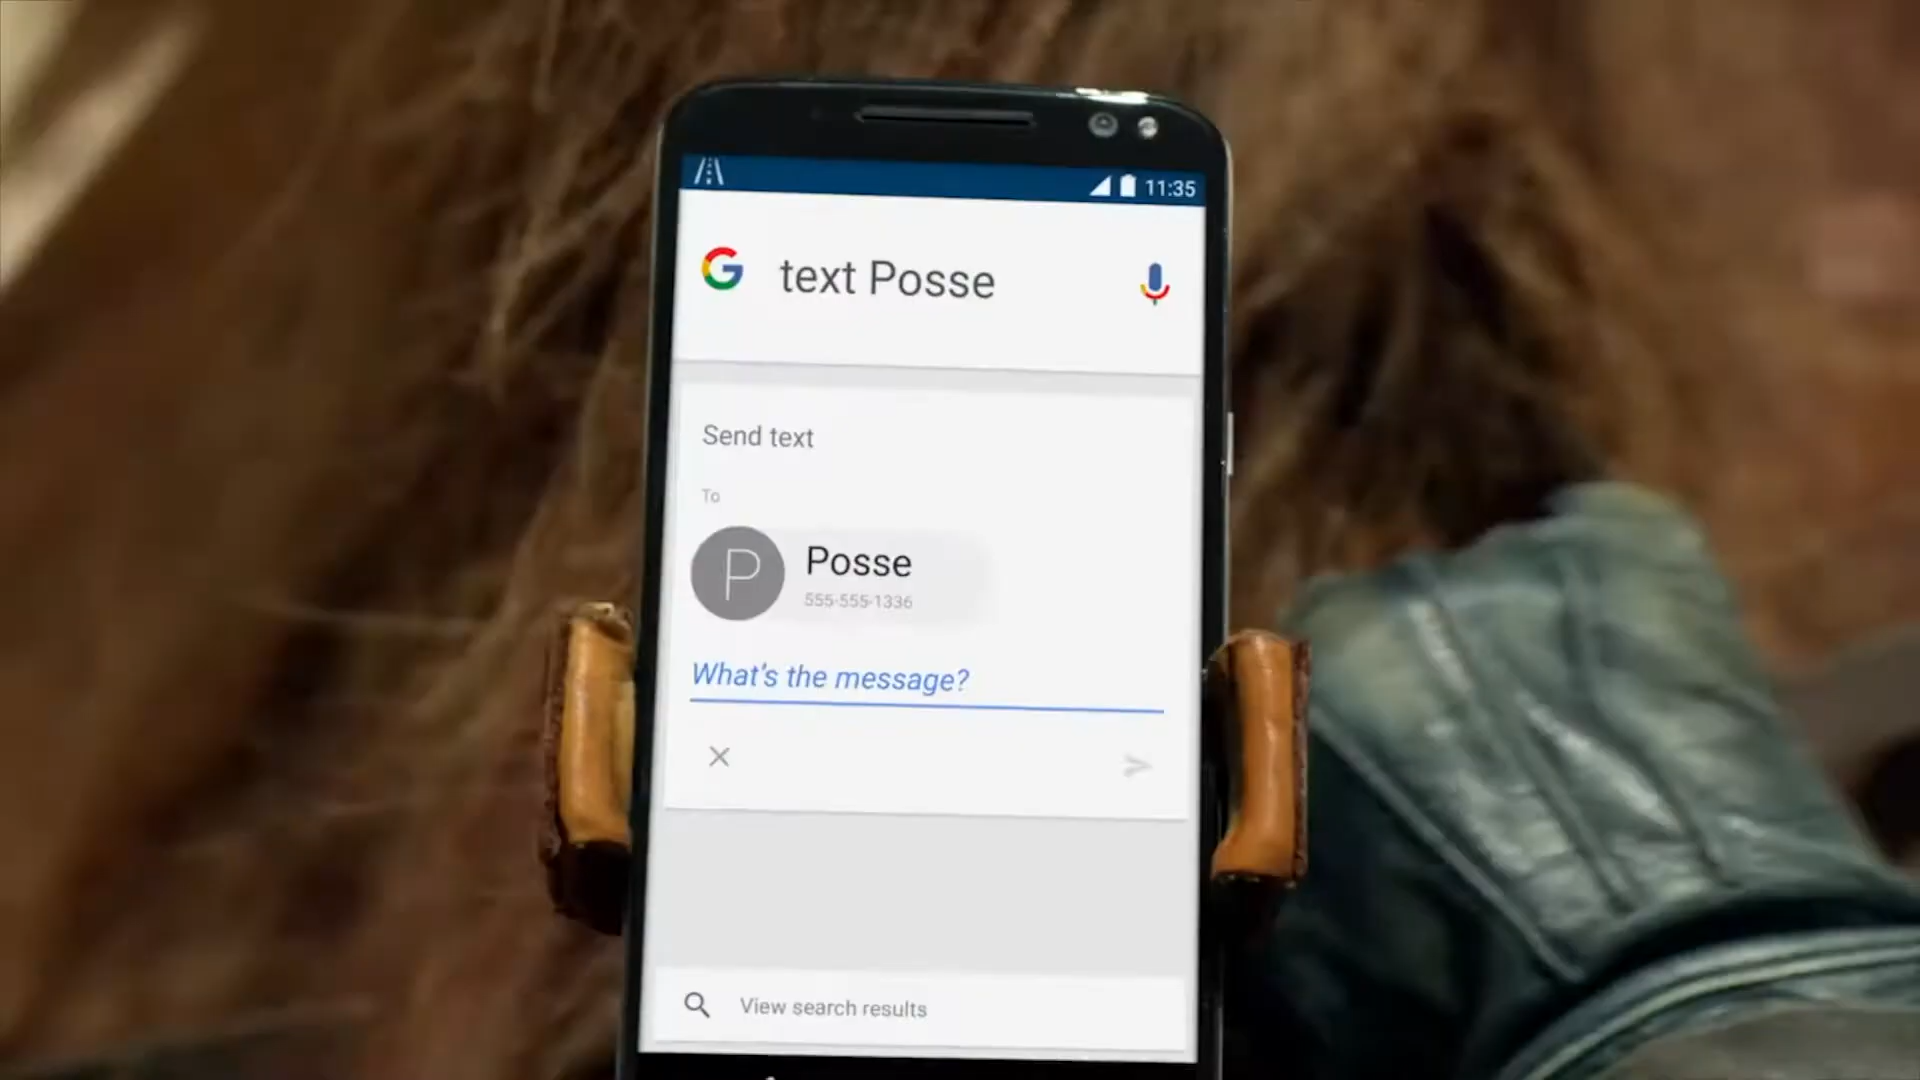 11:35
G text Posse
Send text
To
P
Posse
555-555-1336
What's the message?
View search results